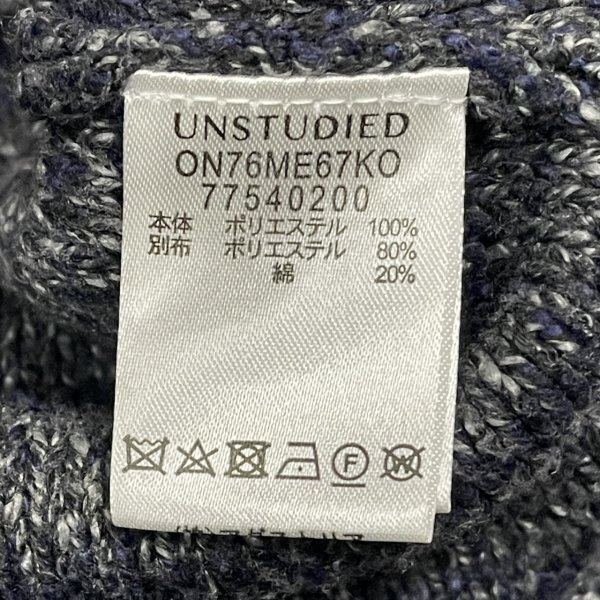 UNSTUDIED
ON76ME67KO
77540200
本体 ポリエステル 100%
別布 ポリエステル 80%
綿 20%
F W